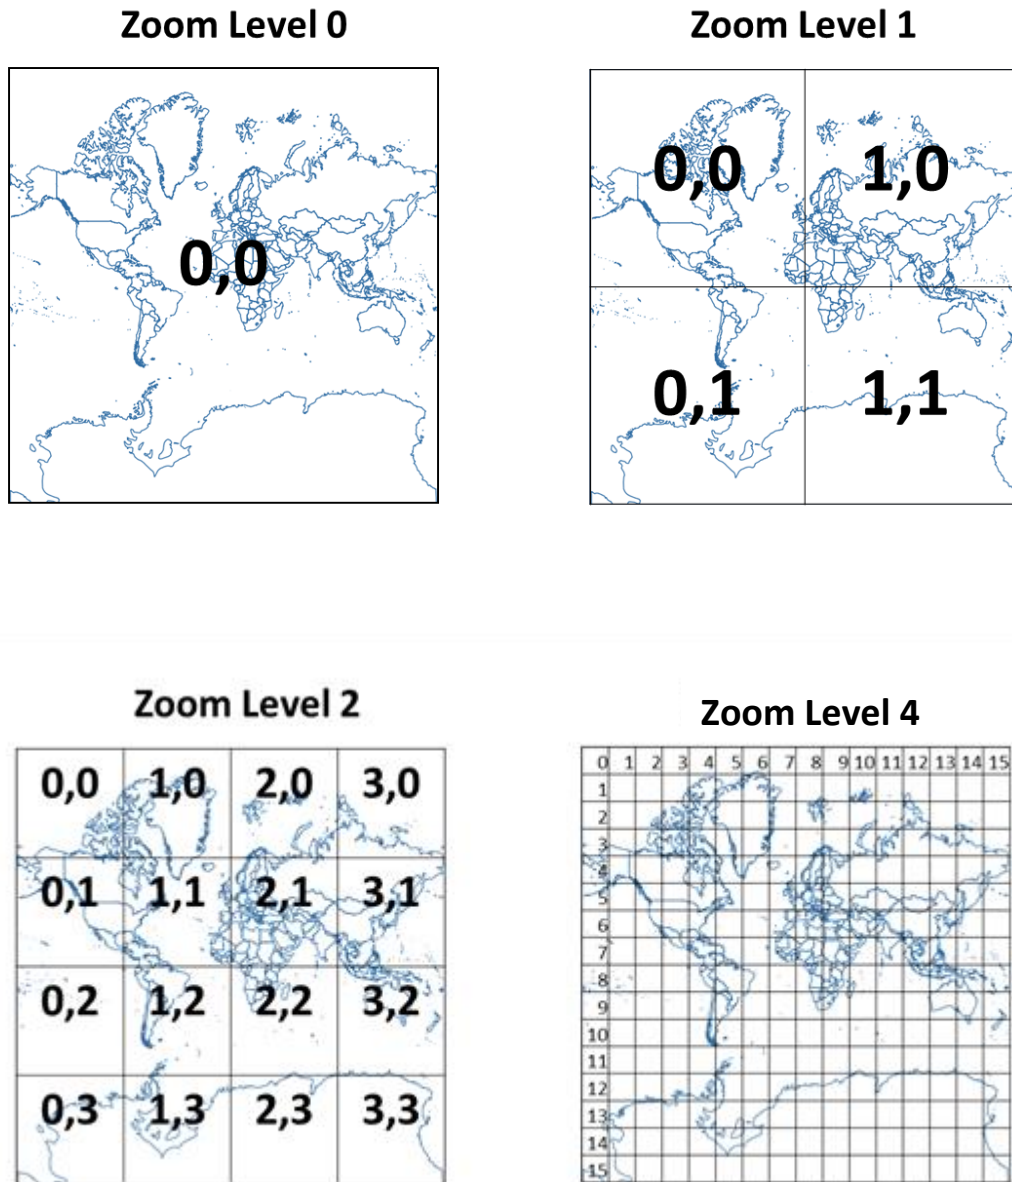 Zoom Level 0
Zoom Level 1
0,0
0,0 1,0
0,1 1,1
Zoom Level 2
Zoom Level 4
0,0 1,0 2,0 3,0
0,1 1,1 2,1 3,1
0,2 1,2 2,2 3,2
0,3 1,3 2,3 3,3
0 1 2 3 4 5 6 7 8 9 10 11 12 13 14 15
1
2
3
4
5
6
7
8
9
10
11
12
13
14
15